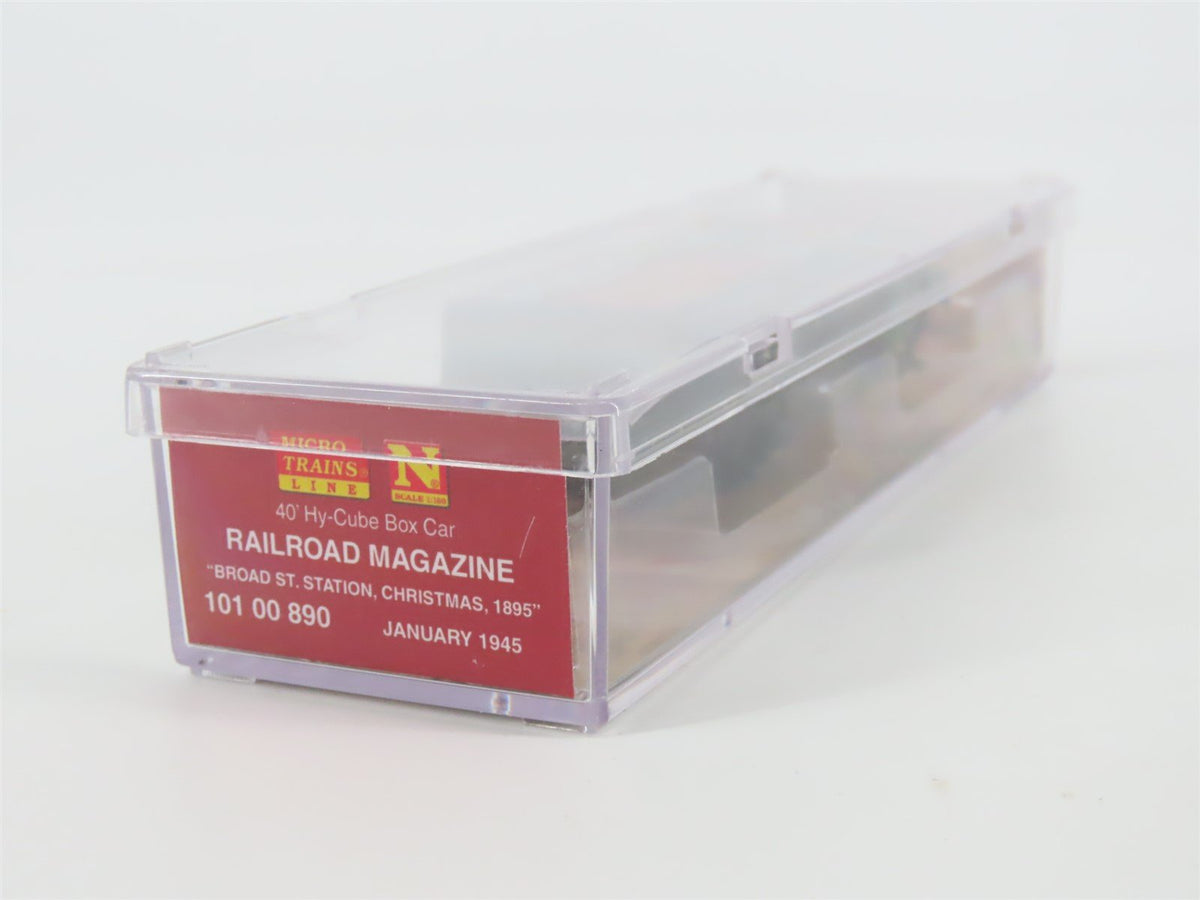 MICRO
TRAINS®
LINE
N®
SCALE 1:160
40' Hy-Cube Box Car
RAILROAD MAGAZINE
"BROAD ST. STATION, CHRISTMAS, 1895"
101 00 890
JANUARY 1945